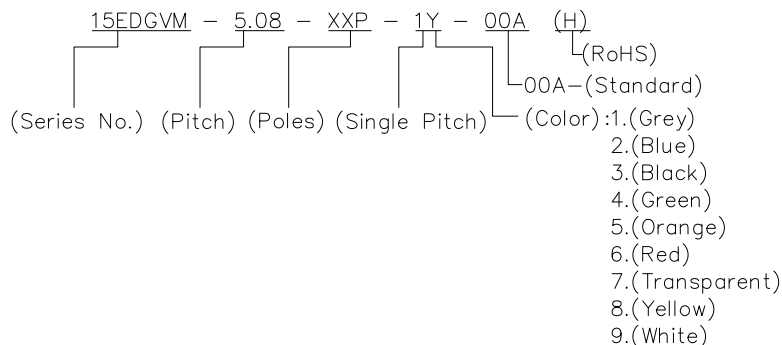 15EDGVM - 5.08 - XXP - 1Y - 00A (H)
(RoHS)
00A-(Standard)
(Series No.) (Pitch) (Poles) (Single Pitch) (Color):1.(Grey)
2.(Blue)
3.(Black)
4.(Green)
5.(Orange)
6.(Red)
7.(Transparent)
8.(Yellow)
9.(White)